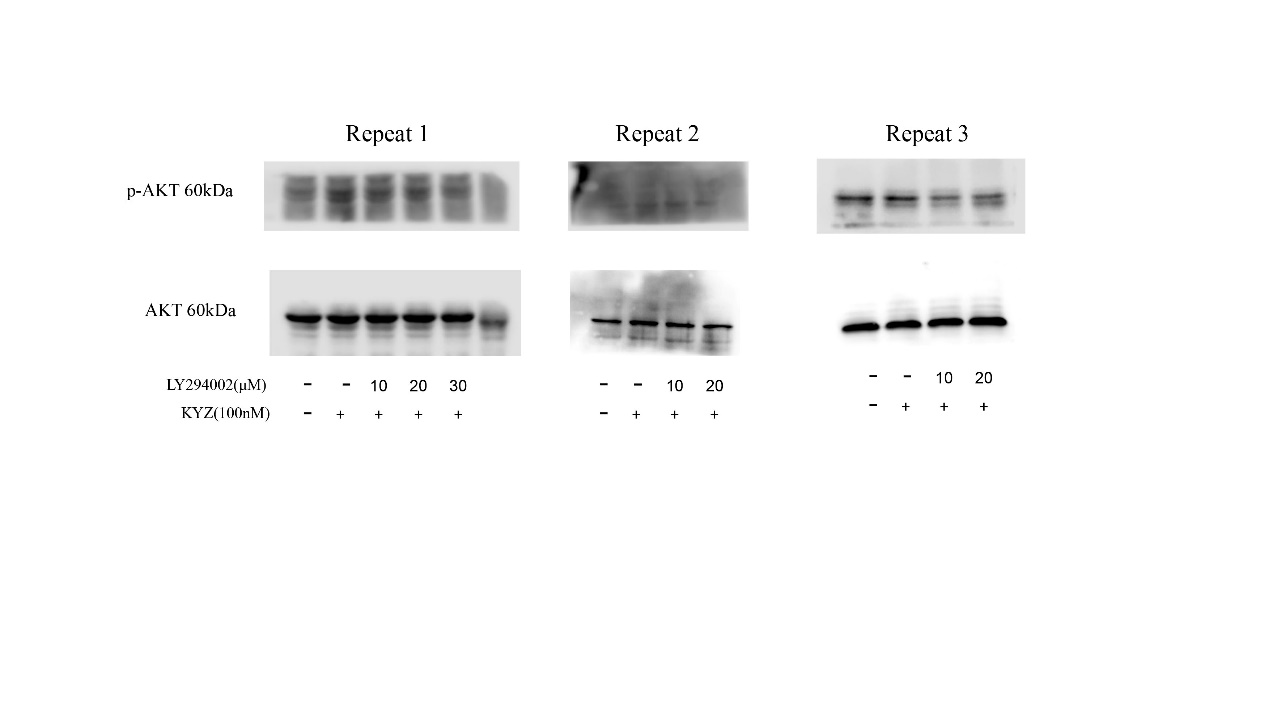 Repeat 1 Repeat 2 Repeat 3
p-AKT 60kDa
AKT 60kDa
LY294002(μM) - - 10 20 30 - - 10 20 - - 10 20
KYZ(100nM) - + + + + - + + + - + + +